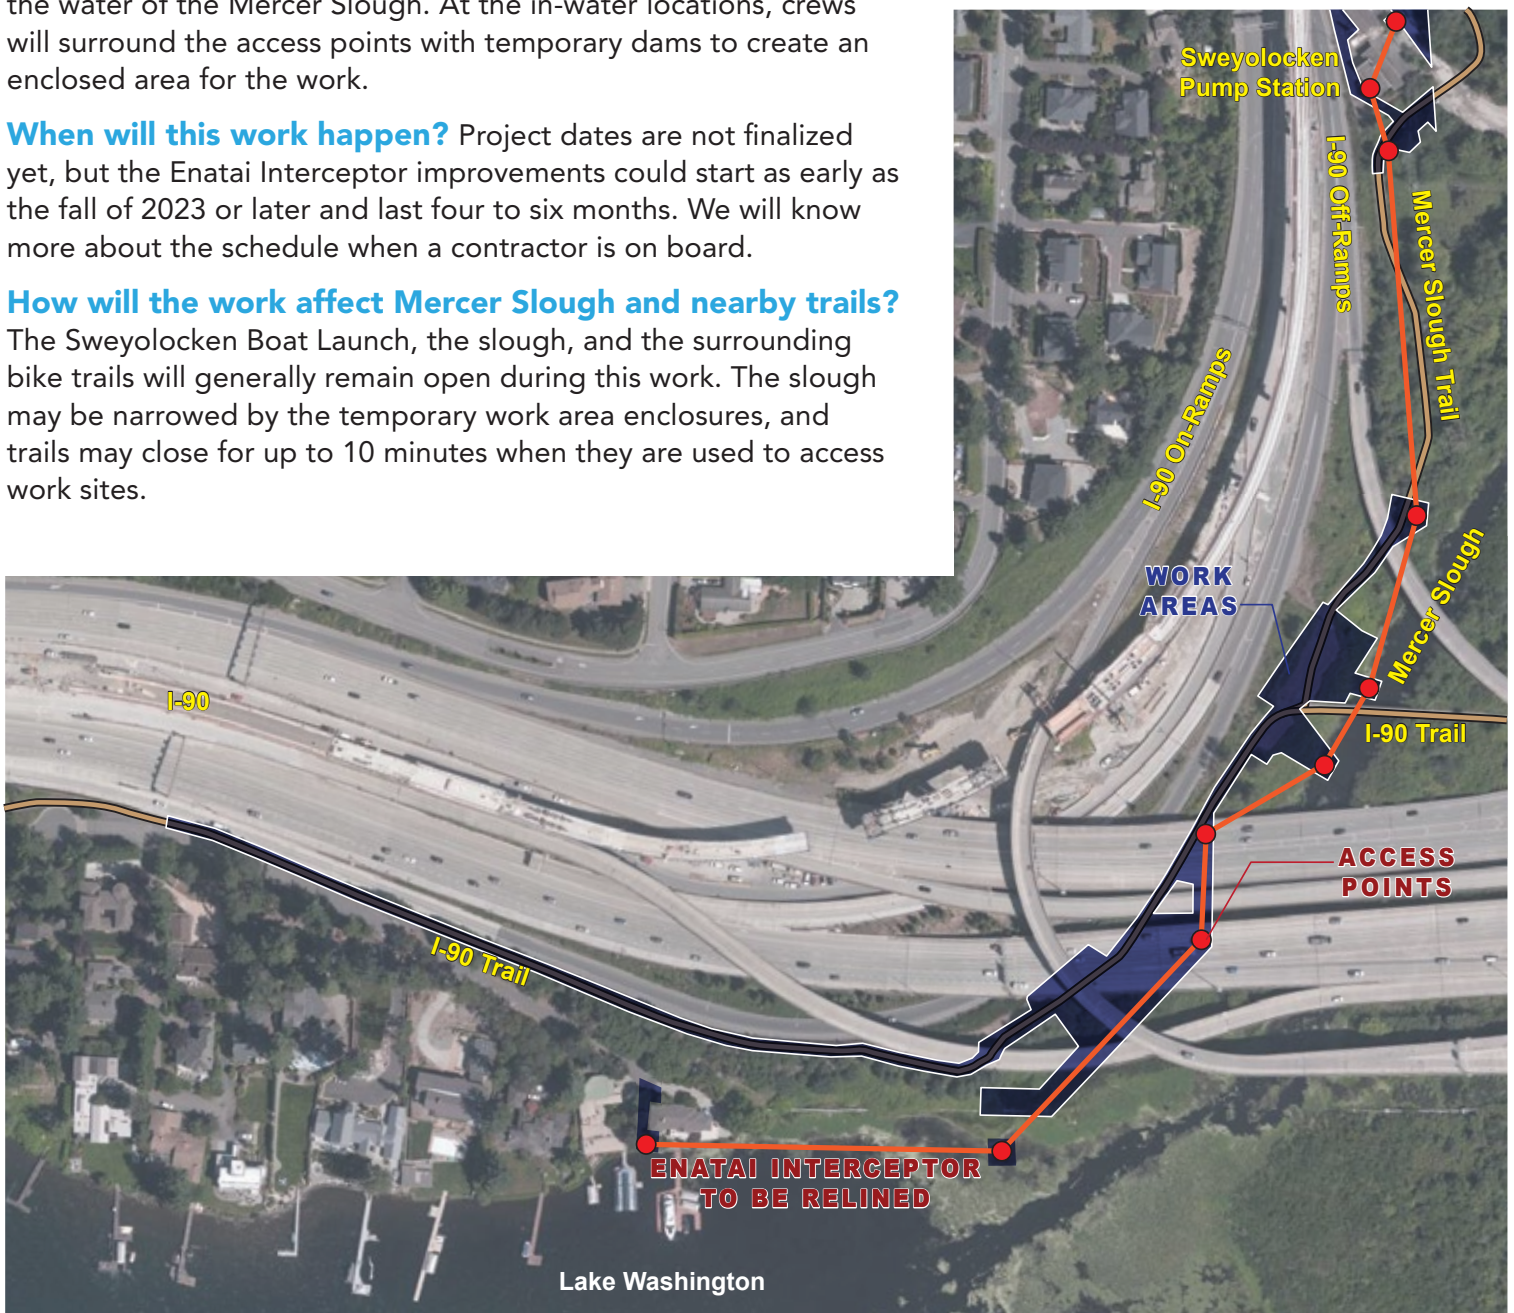 the water of the Mercer Slough. At the in-water locations, crews
will surround the access points with temporary dams to create an
enclosed area for the work.
When will this work happen? Project dates are not finalized
yet, but the Enatai Interceptor improvements could start as early as
the fall of 2023 or later and last four to six months. We will know
more about the schedule when a contractor is on board.
How will the work affect Mercer Slough and nearby trails?
The Sweyolocken Boat Launch, the slough, and the surrounding
bike trails will generally remain open during this work. The slough
may be narrowed by the temporary work area enclosures, and
trails may close for up to 10 minutes when they are used to access
work sites.
Sweyolocken
Pump Station
I-90 Off-Ramps
Mercer Slough Trail
I-90 On-Ramps
WORK
AREAS
Mercer Slough
I-90
I-90 Trail
ACCESS
POINTS
I-90 Trail
ENATAI INTERCEPTOR
TO BE RELINED
Lake Washington